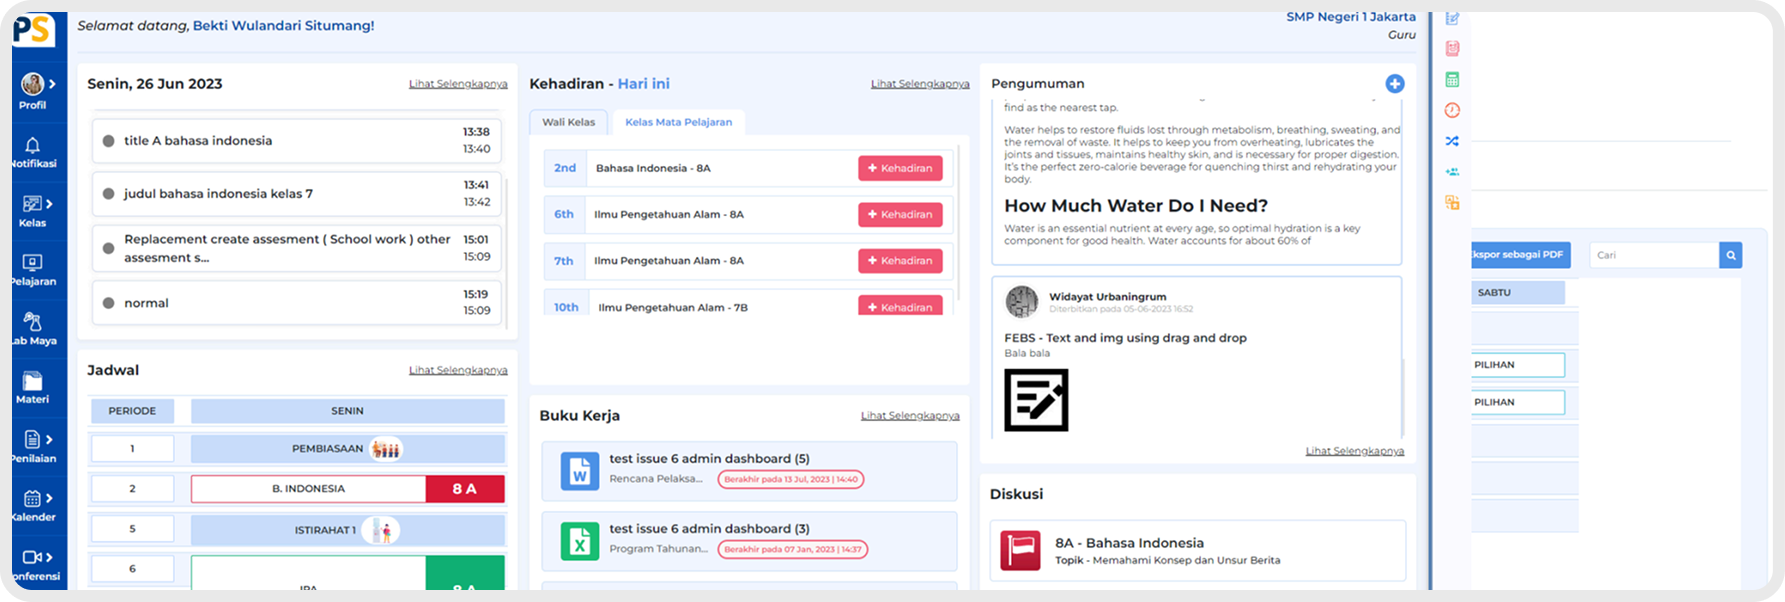 PS
Selamat datang, Bekti Wulandari Situmang!
SMP Negeri 1 Jakarta
Guru
Profil
Notifikasi
Kelas
Pelajaran
Lab Maya
Materi
Penilaian
Kalender
Konferensi
Senin, 26 Jun 2023
Lihat Selengkapnya
title A bahasa indonesia
13:38
13:40
judul bahasa indonesia kelas 7
13:41
13:42
Replacement create assesment ( School work ) other
assesment s...
15:01
15:09
normal
15:19
15:09
Jadwal
Lihat Selengkapnya
PERIODE SENIN
1 PEMBIASAAN
2 B. INDONESIA 8 A
5 ISTIRAHAT 1
6 IPA 8 A
Kehadiran - Hari ini
Lihat Selengkapnya
Wali Kelas Kelas Mata Pelajaran
2nd Bahasa Indonesia - 8A + Kehadiran
6th Ilmu Pengetahuan Alam - 8A + Kehadiran
7th Ilmu Pengetahuan Alam - 8A + Kehadiran
10th Ilmu Pengetahuan Alam - 7B + Kehadiran
Buku Kerja
Lihat Selengkapnya
W
test issue 6 admin dashboard (5)
Rencana Pelaksa... Berakhir pada 13 Jul, 2023 | 14:40
X
test issue 6 admin dashboard (3)
Program Tahunan... Berakhir pada 07 Jan, 2023 | 14:37
Pengumuman
find as the nearest tap.
Water helps to restore fluids lost through metabolism, breathing, sweating, and
the removal of waste. It helps to keep you from overheating, lubricates the
joints and tissues, maintains healthy skin, and is necessary for proper digestion.
It's the perfect zero-calorie beverage for quenching thirst and rehydrating your
body.
How Much Water Do I Need?
Water is an essential nutrient at every age, so optimal hydration is a key
component for good health. Water accounts for about 60% of
Widayat Urbaningrum
Diterbitkan pada 05-06-2023 16:52
FEBS - Text and img using drag and drop
Bala bala
Lihat Selengkapnya
Diskusi
8A - Bahasa Indonesia
Topik - Memahami Konsep dan Unsur Berita
Ekspor sebagai PDF
Cari
SABTU
PILIHAN
PILIHAN